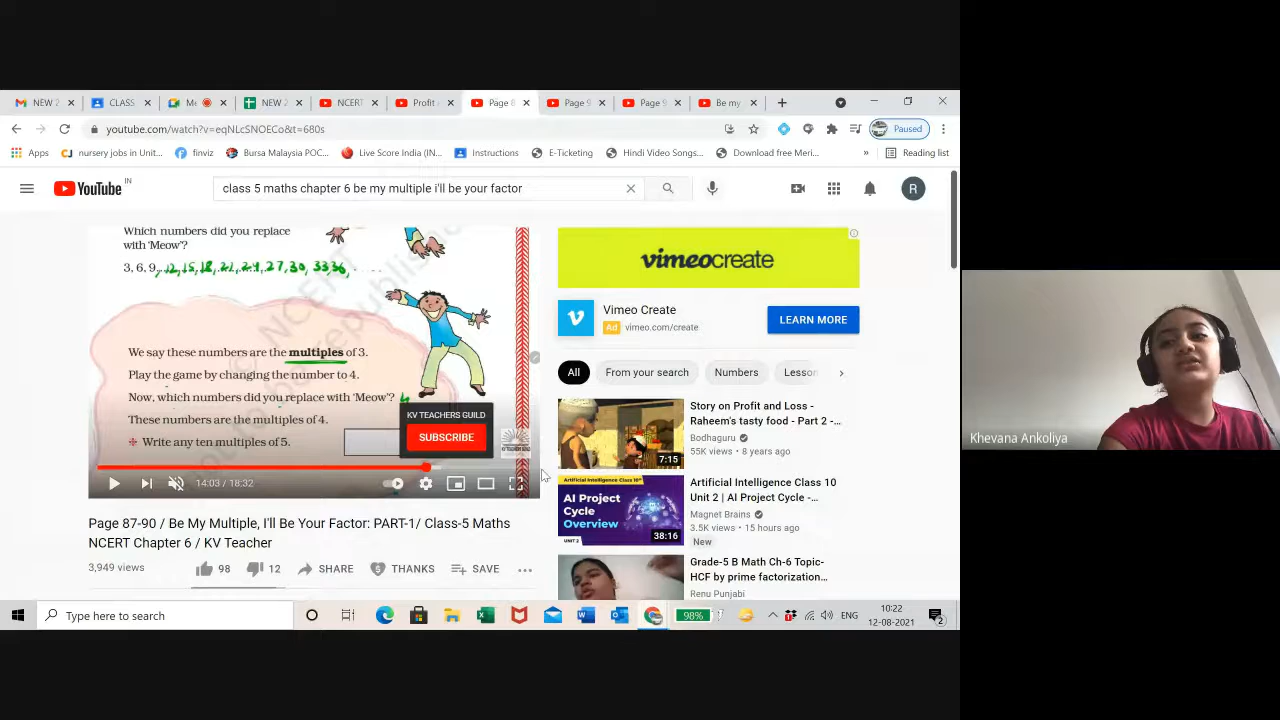 NEW 2
CLASS
NEW 2
NCERT
Profit
Page 8
Page 9
Page 9
Be my
youtube.com/watch?v=eqNLcSNOECo&t=680s
Paused
Apps
nursery jobs in Unit...
finviz
Bursa Malaysia POC...
Live Score India (IN...
Instructions
E-Ticketing
Hindi Video Songs...
Download free Meri...
»
Reading list
YouTube IN
class 5 maths chapter 6 be my multiple i'll be your factor
R
Which numbers did you replace
with 'Meow'?
3, 6, 9, 12, 15, 18, 21, 24, 27, 30, 33, 36, .....
We say these numbers are the multiples of 3.
Play the game by changing the number to 4.
Now, which numbers did you replace with 'Meow'? 4
These numbers are the multiples of 4.
Write any ten multiples of 5.
KV TEACHERS GUILD
SUBSCRIBE
14:03 / 18:32
Page 87-90 / Be My Multiple, I'll Be Your Factor: PART-1/ Class-5 Maths
NCERT Chapter 6 / KV Teacher
3,949 views
98
12
SHARE
THANKS
SAVE
...
vimeocreate
Vimeo Create
Ad vimeo.com/create
LEARN MORE
All
From your search
Numbers
Lesson
Story on Profit and Loss -
Raheem's tasty food - Part 2 -
Bodhaguru
55K views • 8 years ago
7:15
Artificial Intelligence Class 10
Unit 2 | AI Project Cycle -...
Magnet Brains
3.5K views • 15 hours ago
New
Artificial Intelligence Class 10
AI Project
Cycle
Overview
UNIT 2
38:16
Grade-5 B Math Ch-6 Topic-
HCF by prime factorization...
Renu Punjabi
Type here to search
98%
ENG
10:22
12-08-2021
2
Khevana Ankoliya